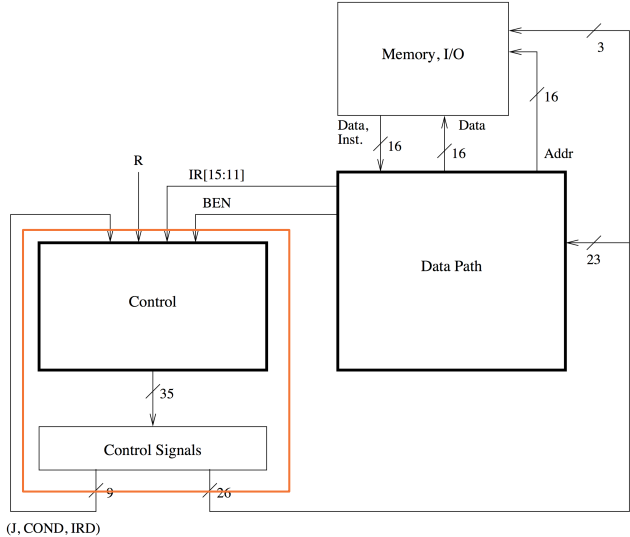 Memory, I/O
3
16
Data,
Inst.
16
16
Data
Addr
R
IR[15:11]
BEN
Control
Data Path
23
35
Control Signals
9
26
(J, COND, IRD)